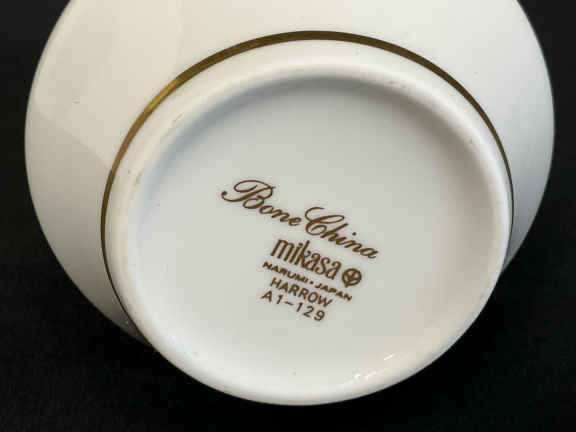 Bone China
mikasa
NARUMI·JAPAN
HARROW
A1-129